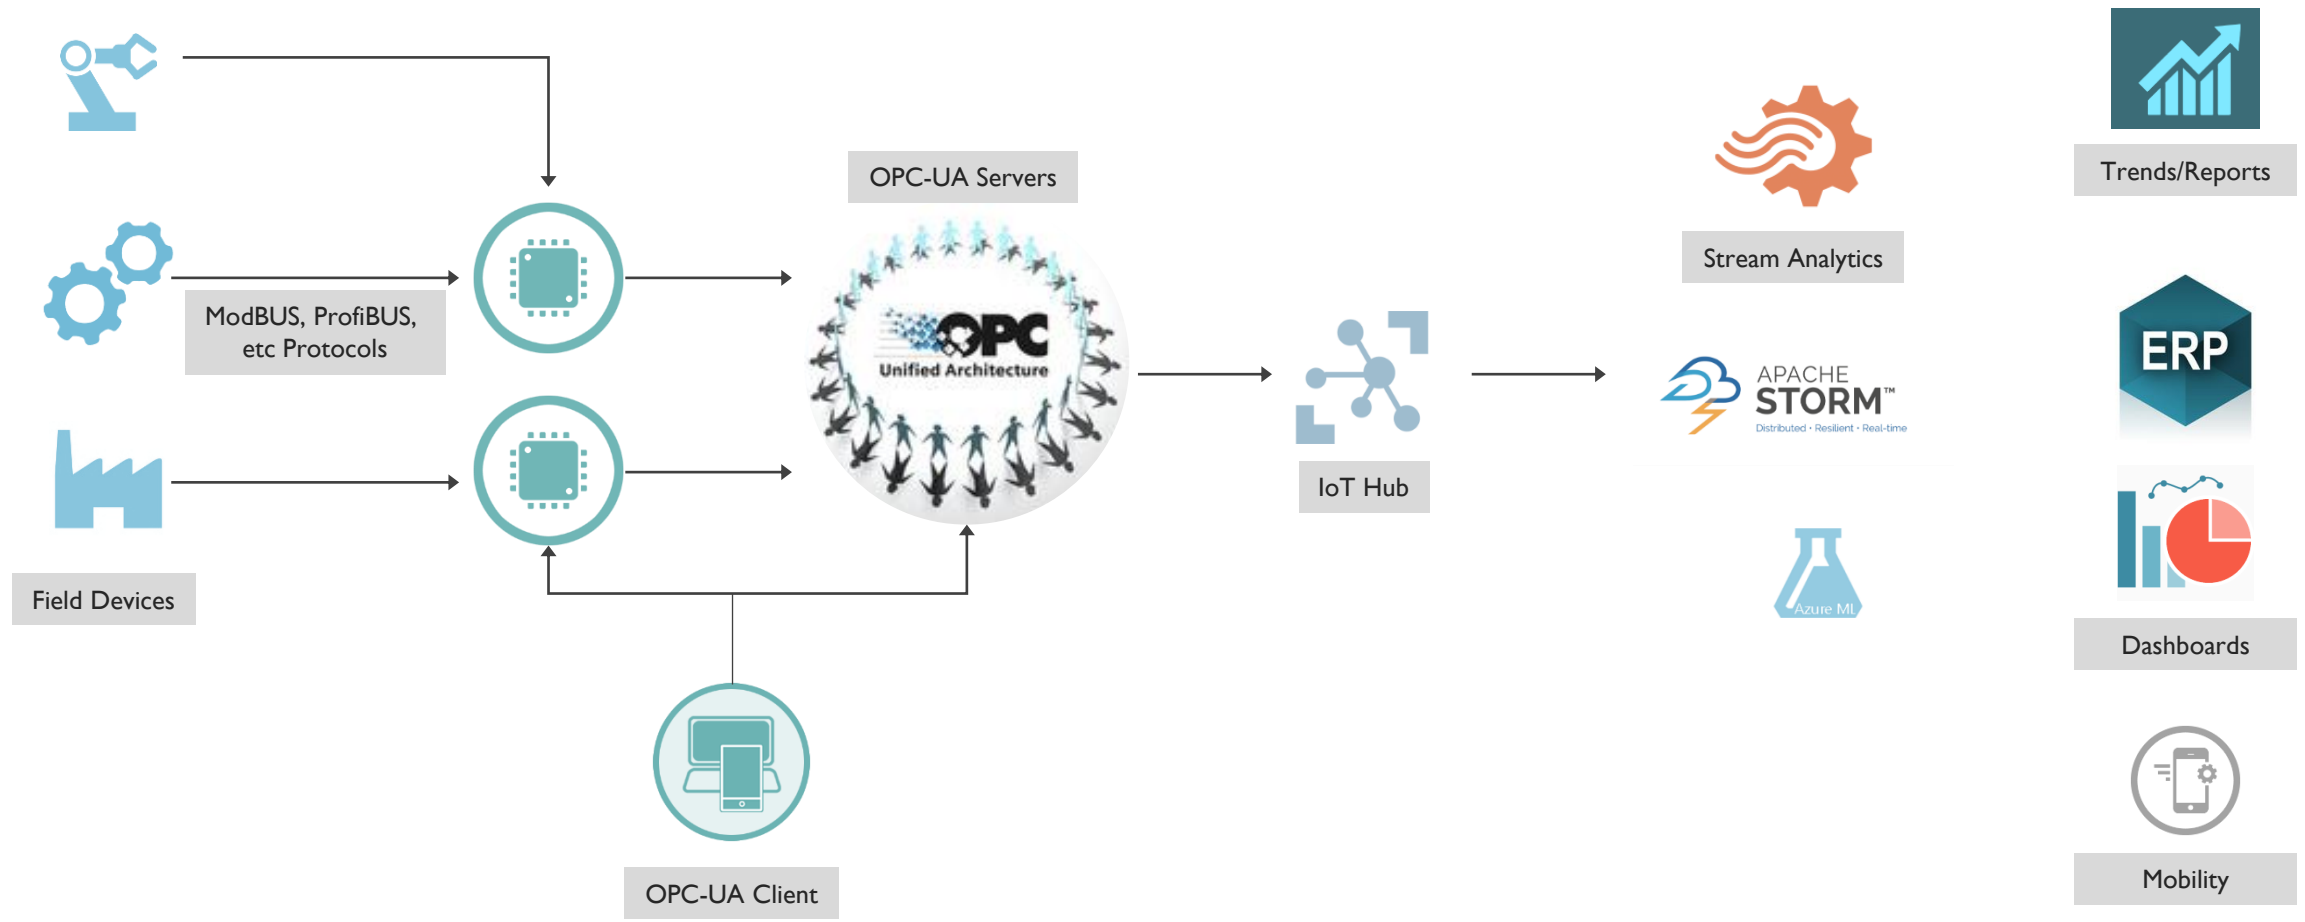 OPC-UA Servers
Trends/Reports
Stream Analytics
ModBUS, ProfiBUS,
etc Protocols
OPC
Unified Architecture
ERP
APACHE
STORM™
Distributed • Resilient • Real-time
IoT Hub
Field Devices
Azure ML
Dashboards
OPC-UA Client
Mobility